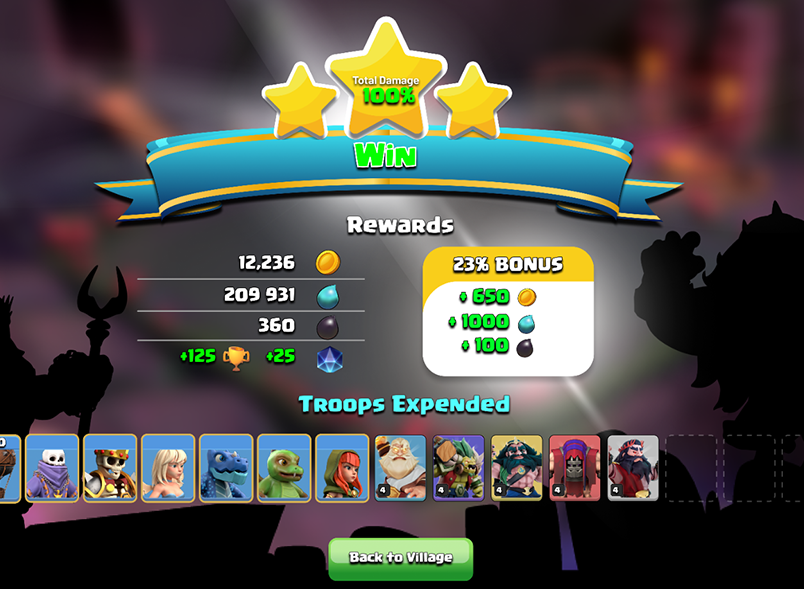 Total Damage
100%
Win
Rewards
12,236
23% BONUS
209 931
+ 650
360
+ 1000
+125 +25
+ 100
Troops Expended
0
4 4 4 4 4
Back to Village